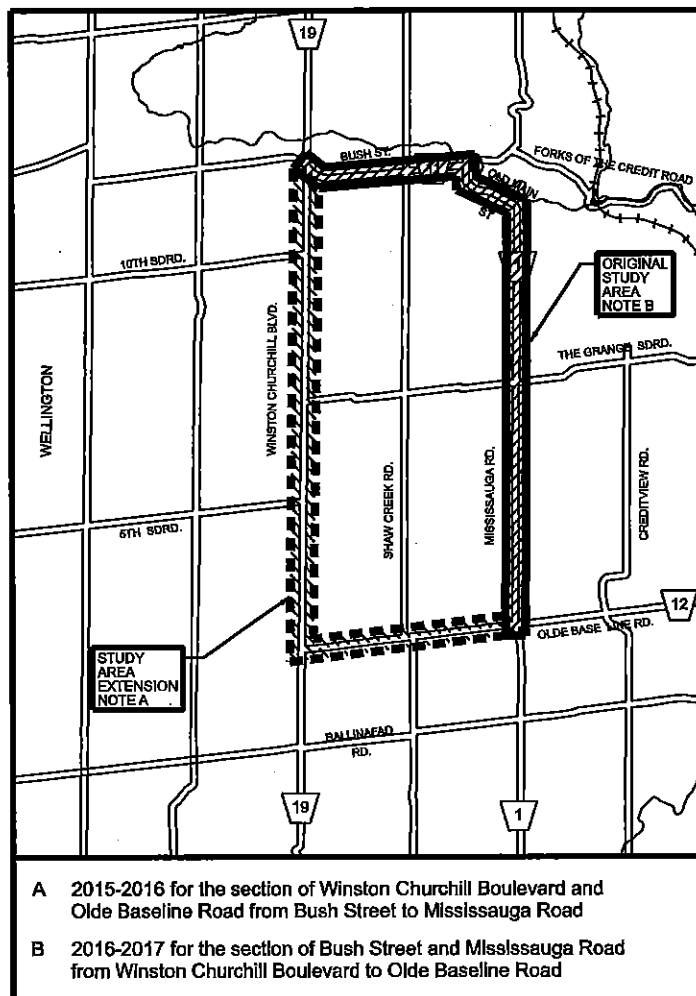 19
BUSH ST.
FORKS OF THE CREDIT ROAD
OLD MAIN
ST
10TH SDRD.
ORIGINAL
STUDY
AREA
NOTE B
WINSTON CHURCHILL BLVD.
THE GRANGE SDRD.
WELLINGTON
SHAW CREEK RD.
MISSISSAUGA RD.
CREDITVIEW RD.
5TH SDRD.
12
OLDE BASE LINE RD.
STUDY
AREA
EXTENSION
NOTE A
BALLINAFAD
RD.
19
1
A 2015-2016 for the section of Winston Churchill Boulevard and
Olde Baseline Road from Bush Street to Mississauga Road
B 2016-2017 for the section of Bush Street and Mississauga Road
from Winston Churchill Boulevard to Olde Baseline Road